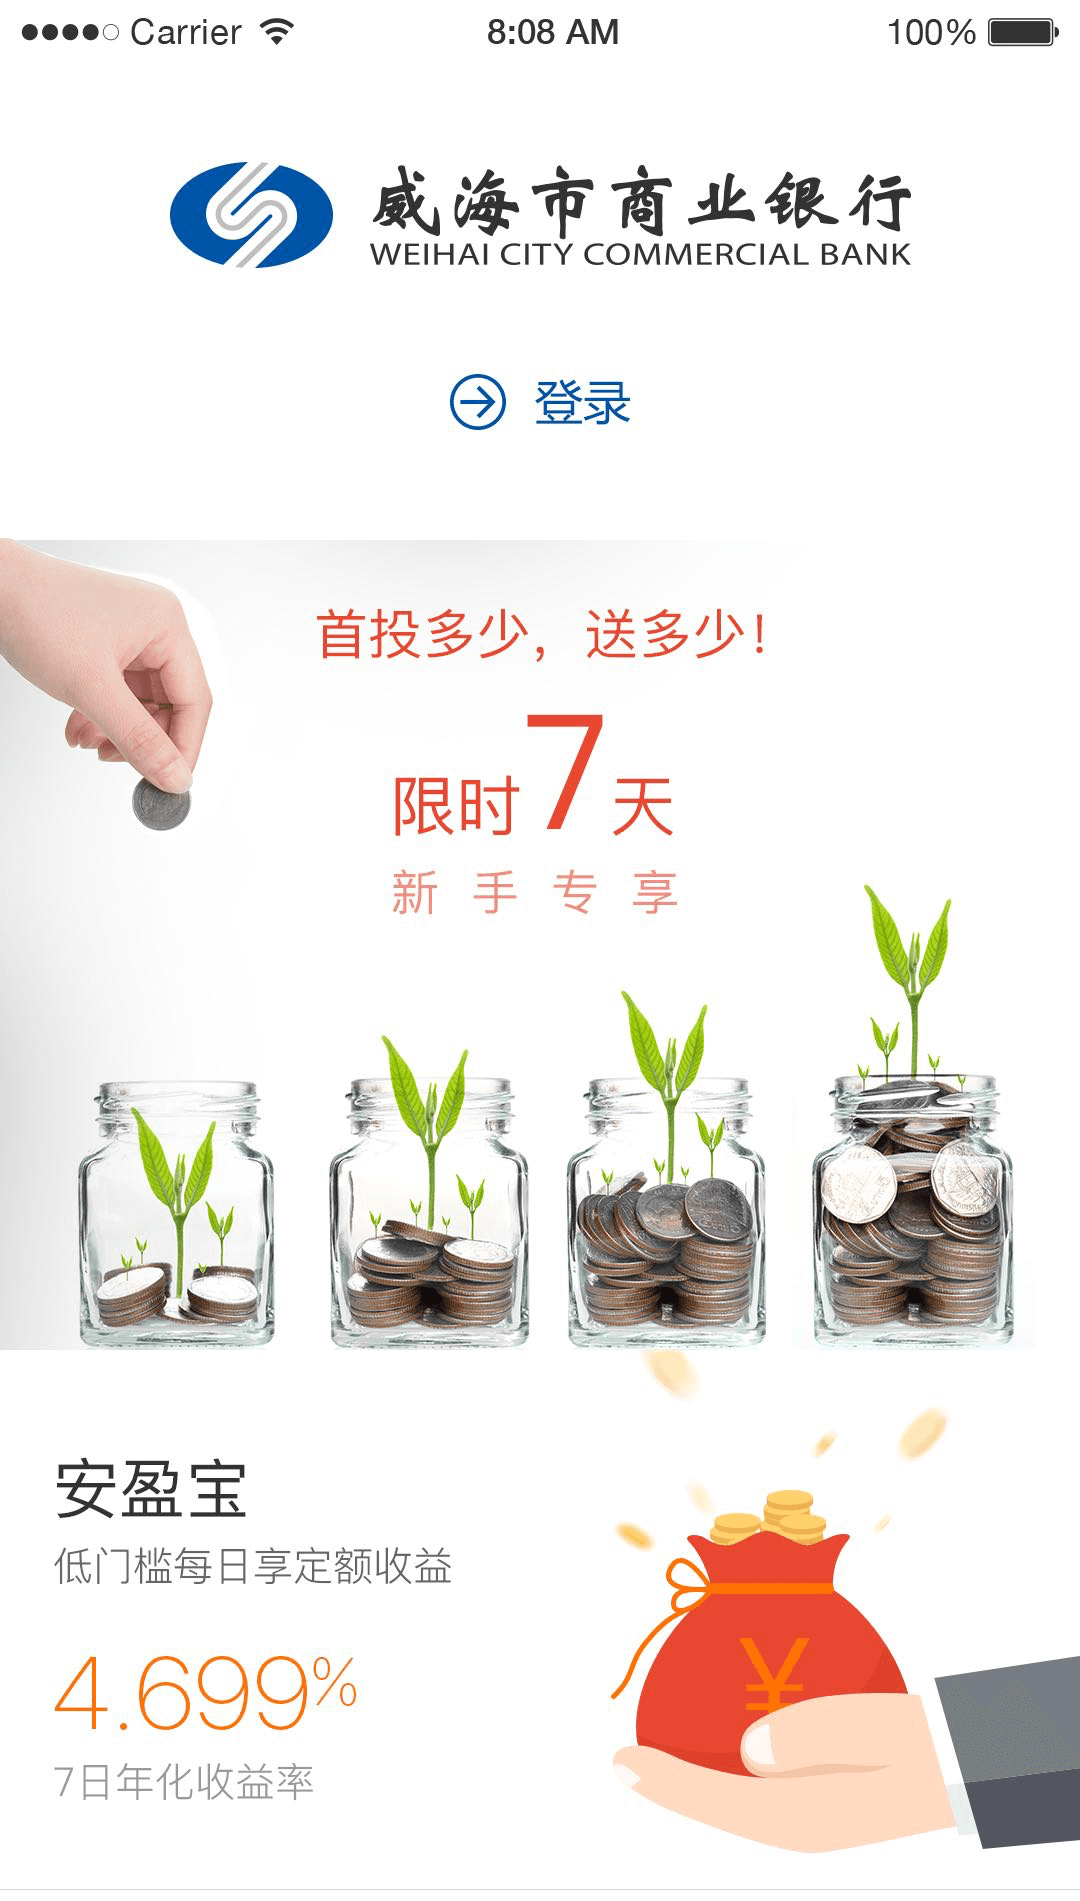 Carrier 8:08 AM 100%
威海市商业银行
WEIHAI CITY COMMERCIAL BANK
登录
首投多少，送多少！
限时7天
新手专享
安盈宝
低门槛每日享定额收益
¥
4.699%
7日年化收益率